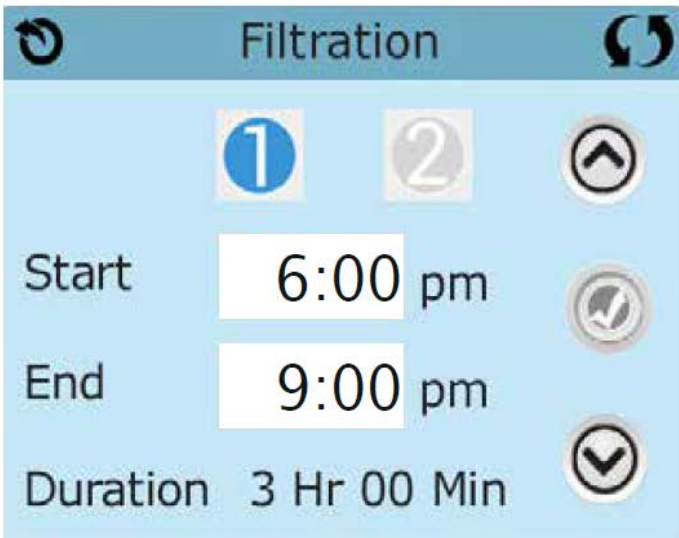 Filtration
1 2
Start 6:00 pm
End 9:00 pm
Duration 3 Hr 00 Min